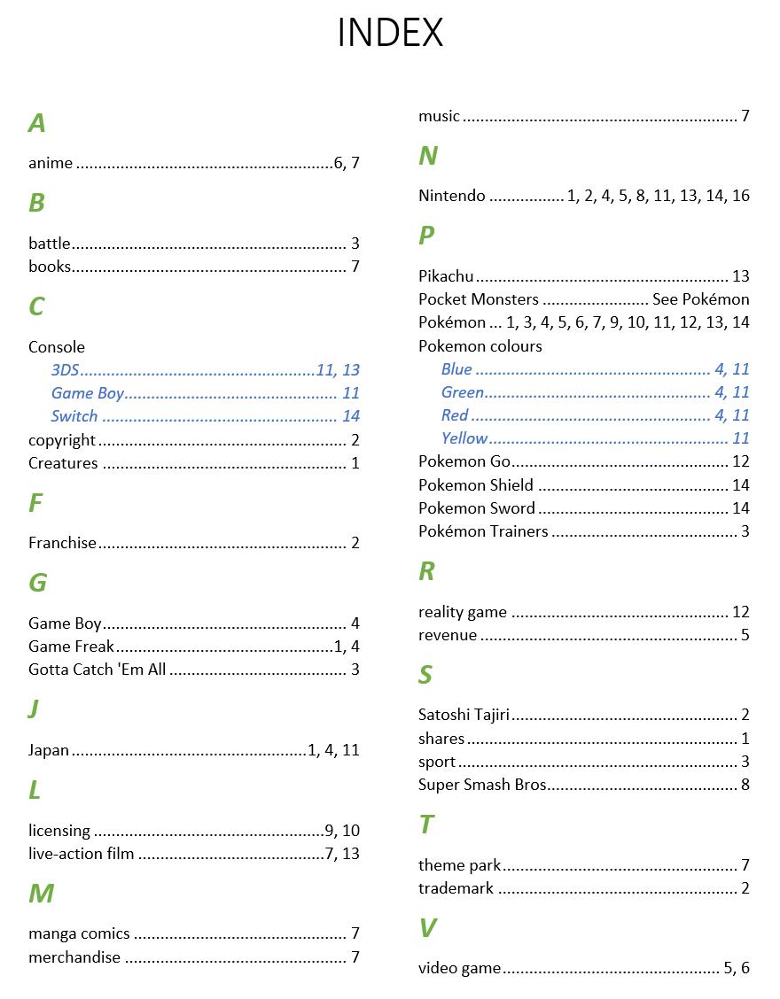 INDEX
A
anime ..........................................................6, 7
B
battle.............................................................. 3
books.............................................................. 7
C
Console
3DS.....................................................11, 13
Game Boy................................................ 11
Switch ..................................................... 14
copyright ........................................................ 2
Creatures ....................................................... 1
F
Franchise........................................................ 2
G
Game Boy....................................................... 4
Game Freak.................................................1, 4
Gotta Catch 'Em All ........................................ 3
J
Japan.....................................................1, 4, 11
L
licensing ....................................................9, 10
live-action film ..........................................7, 13
M
manga comics ................................................ 7
merchandise .................................................. 7
music .............................................................. 7
N
Nintendo ................. 1, 2, 4, 5, 8, 11, 13, 14, 16
P
Pikachu......................................................... 13
Pocket Monsters ........................ See Pokémon
Pokémon ... 1, 3, 4, 5, 6, 7, 9, 10, 11, 12, 13, 14
Pokemon colours
Blue ..................................................... 4, 11
Green................................................... 4, 11
Red ...................................................... 4, 11
Yellow...................................................... 11
Pokemon Go................................................. 12
Pokemon Shield ........................................... 14
Pokemon Sword........................................... 14
Pokémon Trainers .......................................... 3
R
reality game ................................................. 12
revenue .......................................................... 5
S
Satoshi Tajiri................................................... 2
shares............................................................. 1
sport ............................................................... 3
Super Smash Bros........................................... 8
T
theme park..................................................... 7
trademark ...................................................... 2
V
video game................................................. 5, 6